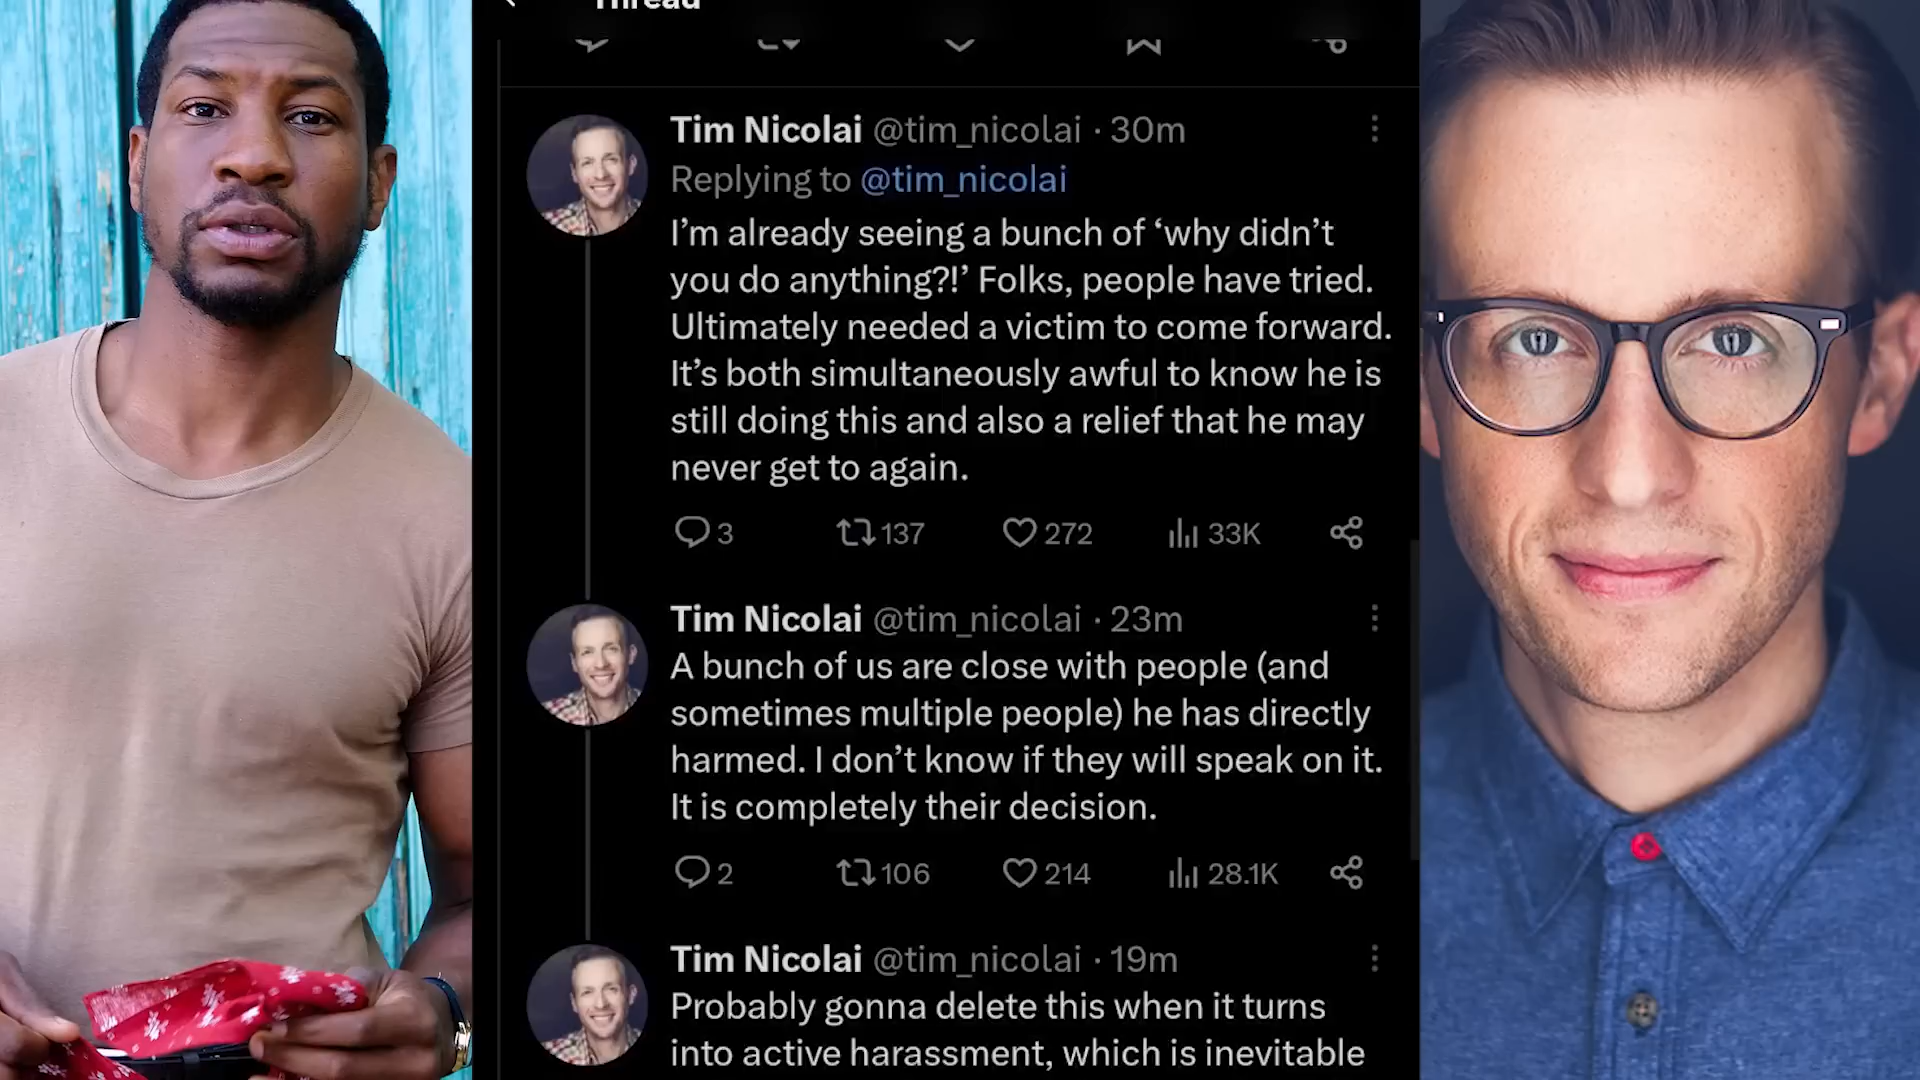 Thread
Tim Nicolai @tim_nicolai · 30m
Replying to @tim_nicolai
I’m already seeing a bunch of ‘why didn’t
you do anything?!’ Folks, people have tried.
Ultimately needed a victim to come forward.
It’s both simultaneously awful to know he is
still doing this and also a relief that he may
never get to again.
3 137 272 33K
Tim Nicolai @tim_nicolai · 23m
A bunch of us are close with people (and
sometimes multiple people) he has directly
harmed. I don’t know if they will speak on it.
It is completely their decision.
2 106 214 28.1K
Tim Nicolai @tim_nicolai · 19m
Probably gonna delete this when it turns
into active harassment, which is inevitable